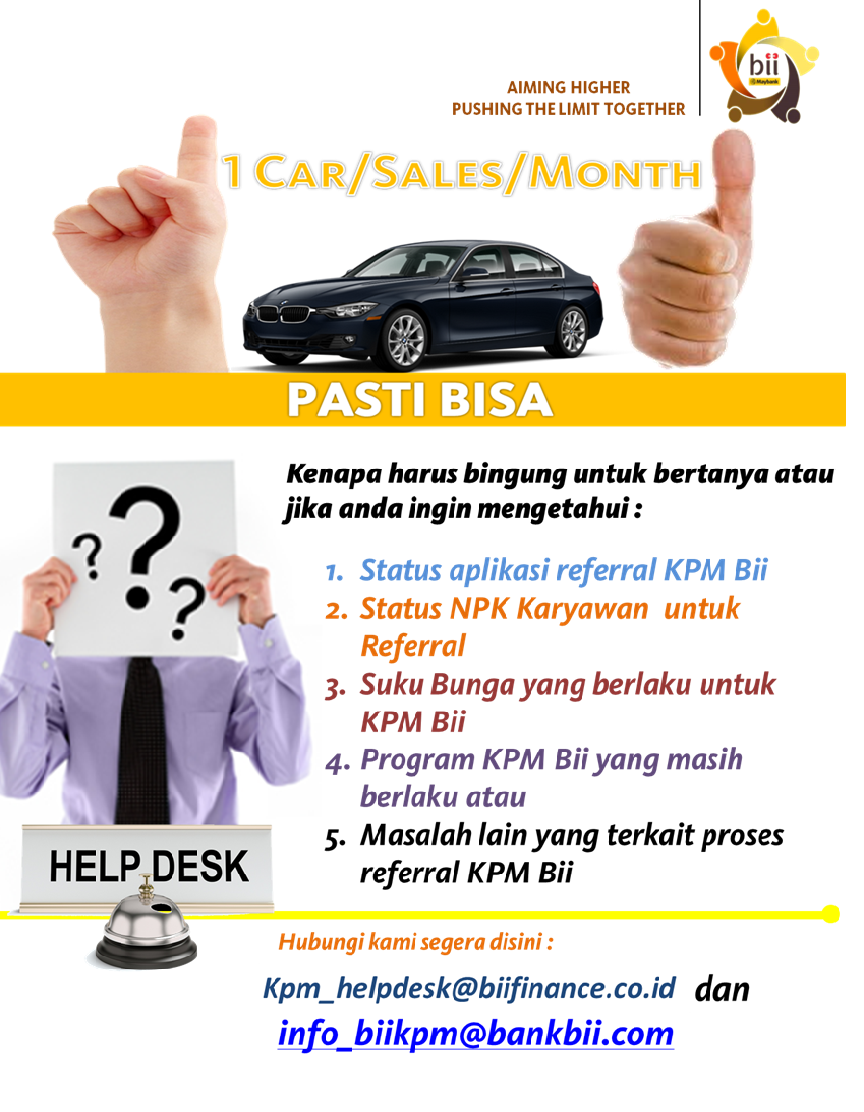 AIMING HIGHER
PUSHING THE LIMIT TOGETHER
bii
Maybank
1 CAR/SALES/MONTH
PASTI BISA
Kenapa harus bingung untuk bertanya atau
jika anda ingin mengetahui :
1. Status aplikasi referral KPM Bii
2. Status NPK Karyawan untuk
Referral
3. Suku Bunga yang berlaku untuk
KPM Bii
4. Program KPM Bii yang masih
berlaku atau
5. Masalah lain yang terkait proses
referral KPM Bii
? ? ?
HELP DESK
Hubungi kami segera disini :
Kpm_helpdesk@biifinance.co.id dan
info_biikpm@bankbii.com